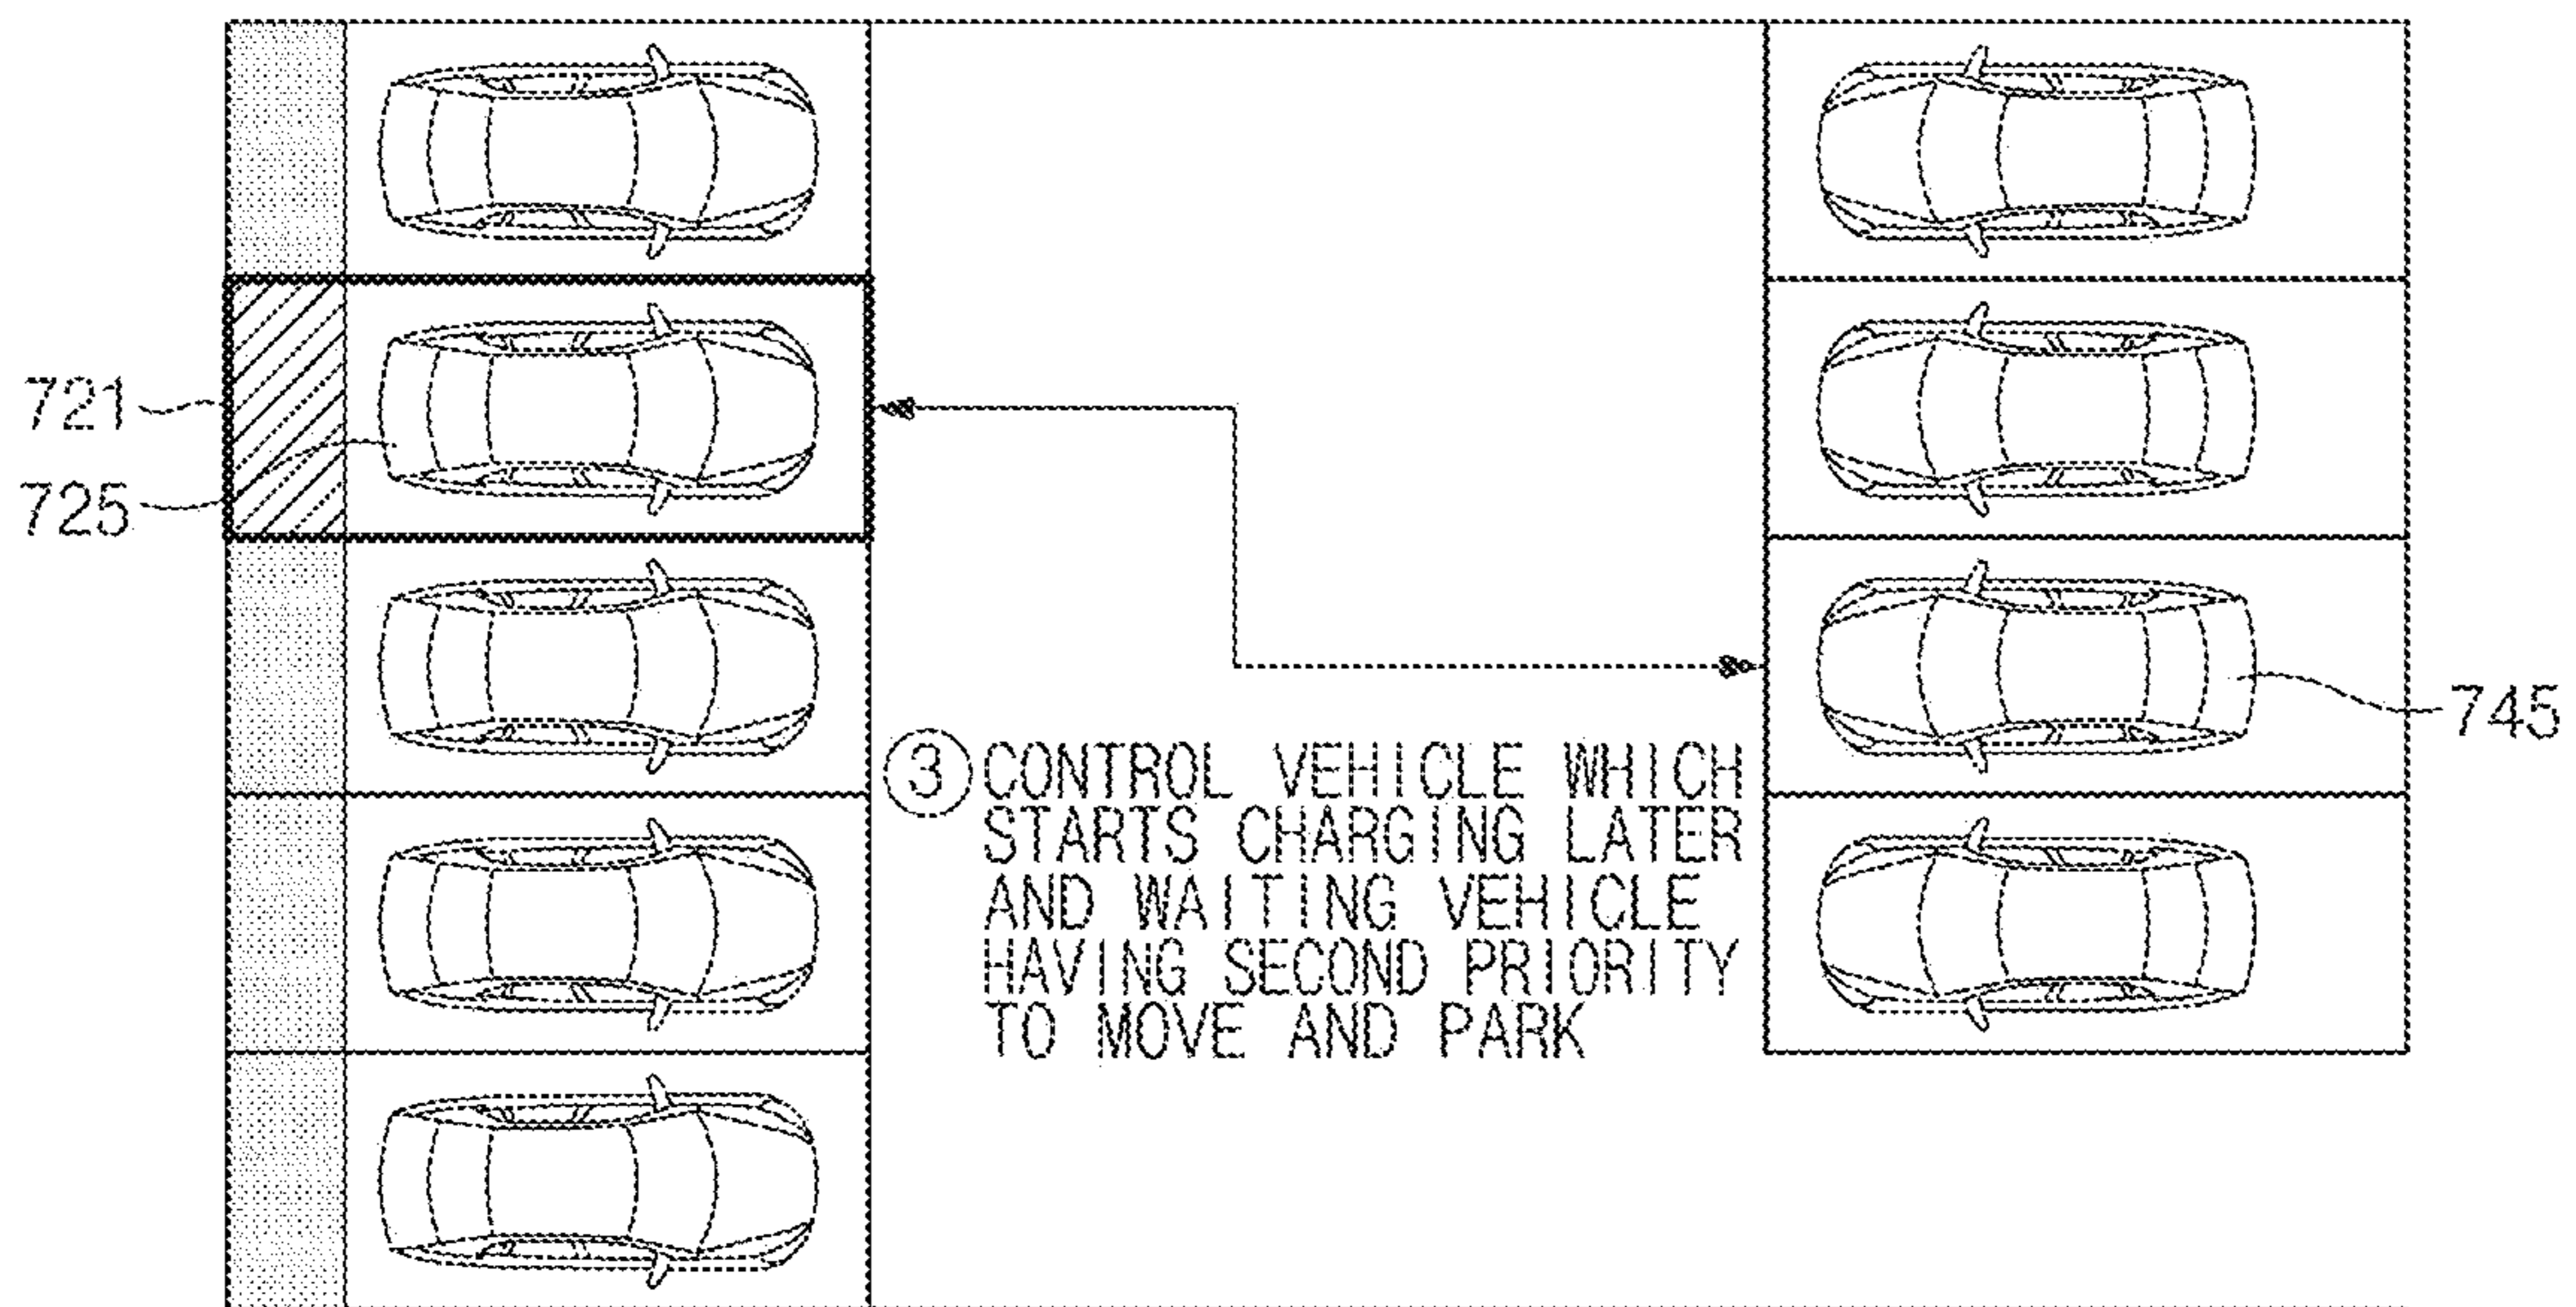 721
725
745
③ CONTROL VEHICLE WHICH
STARTS CHARGING LATER
AND WAITING VEHICLE
HAVING SECOND PRIORITY
TO MOVE AND PARK